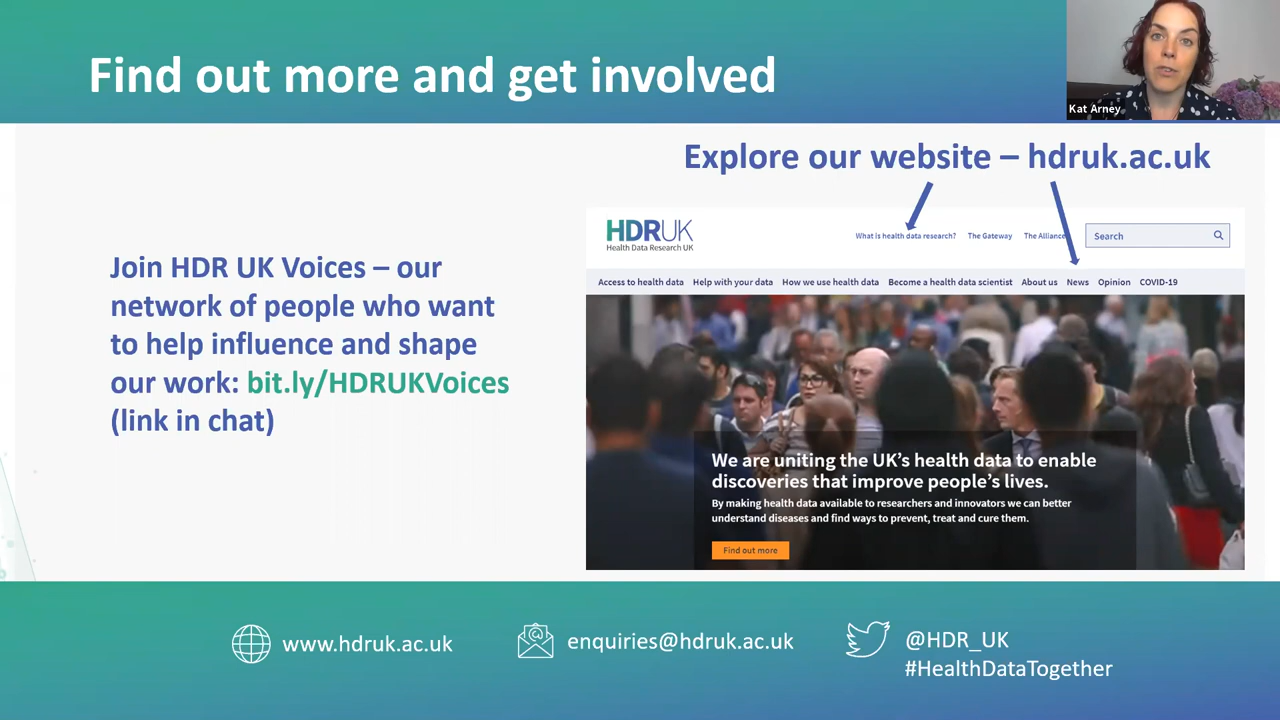 Find out more and get involved
Kat Arney
Explore our website – hdruk.ac.uk
Join HDR UK Voices – our
network of people who want
to help influence and shape
our work: bit.ly/HDRUKVoices
(link in chat)
HDRUK
Health Data Research UK
What is health data research? The Gateway The Alliance
Search
Access to health data Help with your data How we use health data Become a health data scientist About us News Opinion COVID-19
We are uniting the UK's health data to enable
discoveries that improve people's lives.
By making health data available to researchers and innovators we can better
understand diseases and find ways to prevent, treat and cure them.
Find out more
www.hdruk.ac.uk
enquiries@hdruk.ac.uk
@HDR_UK
#HealthDataTogether